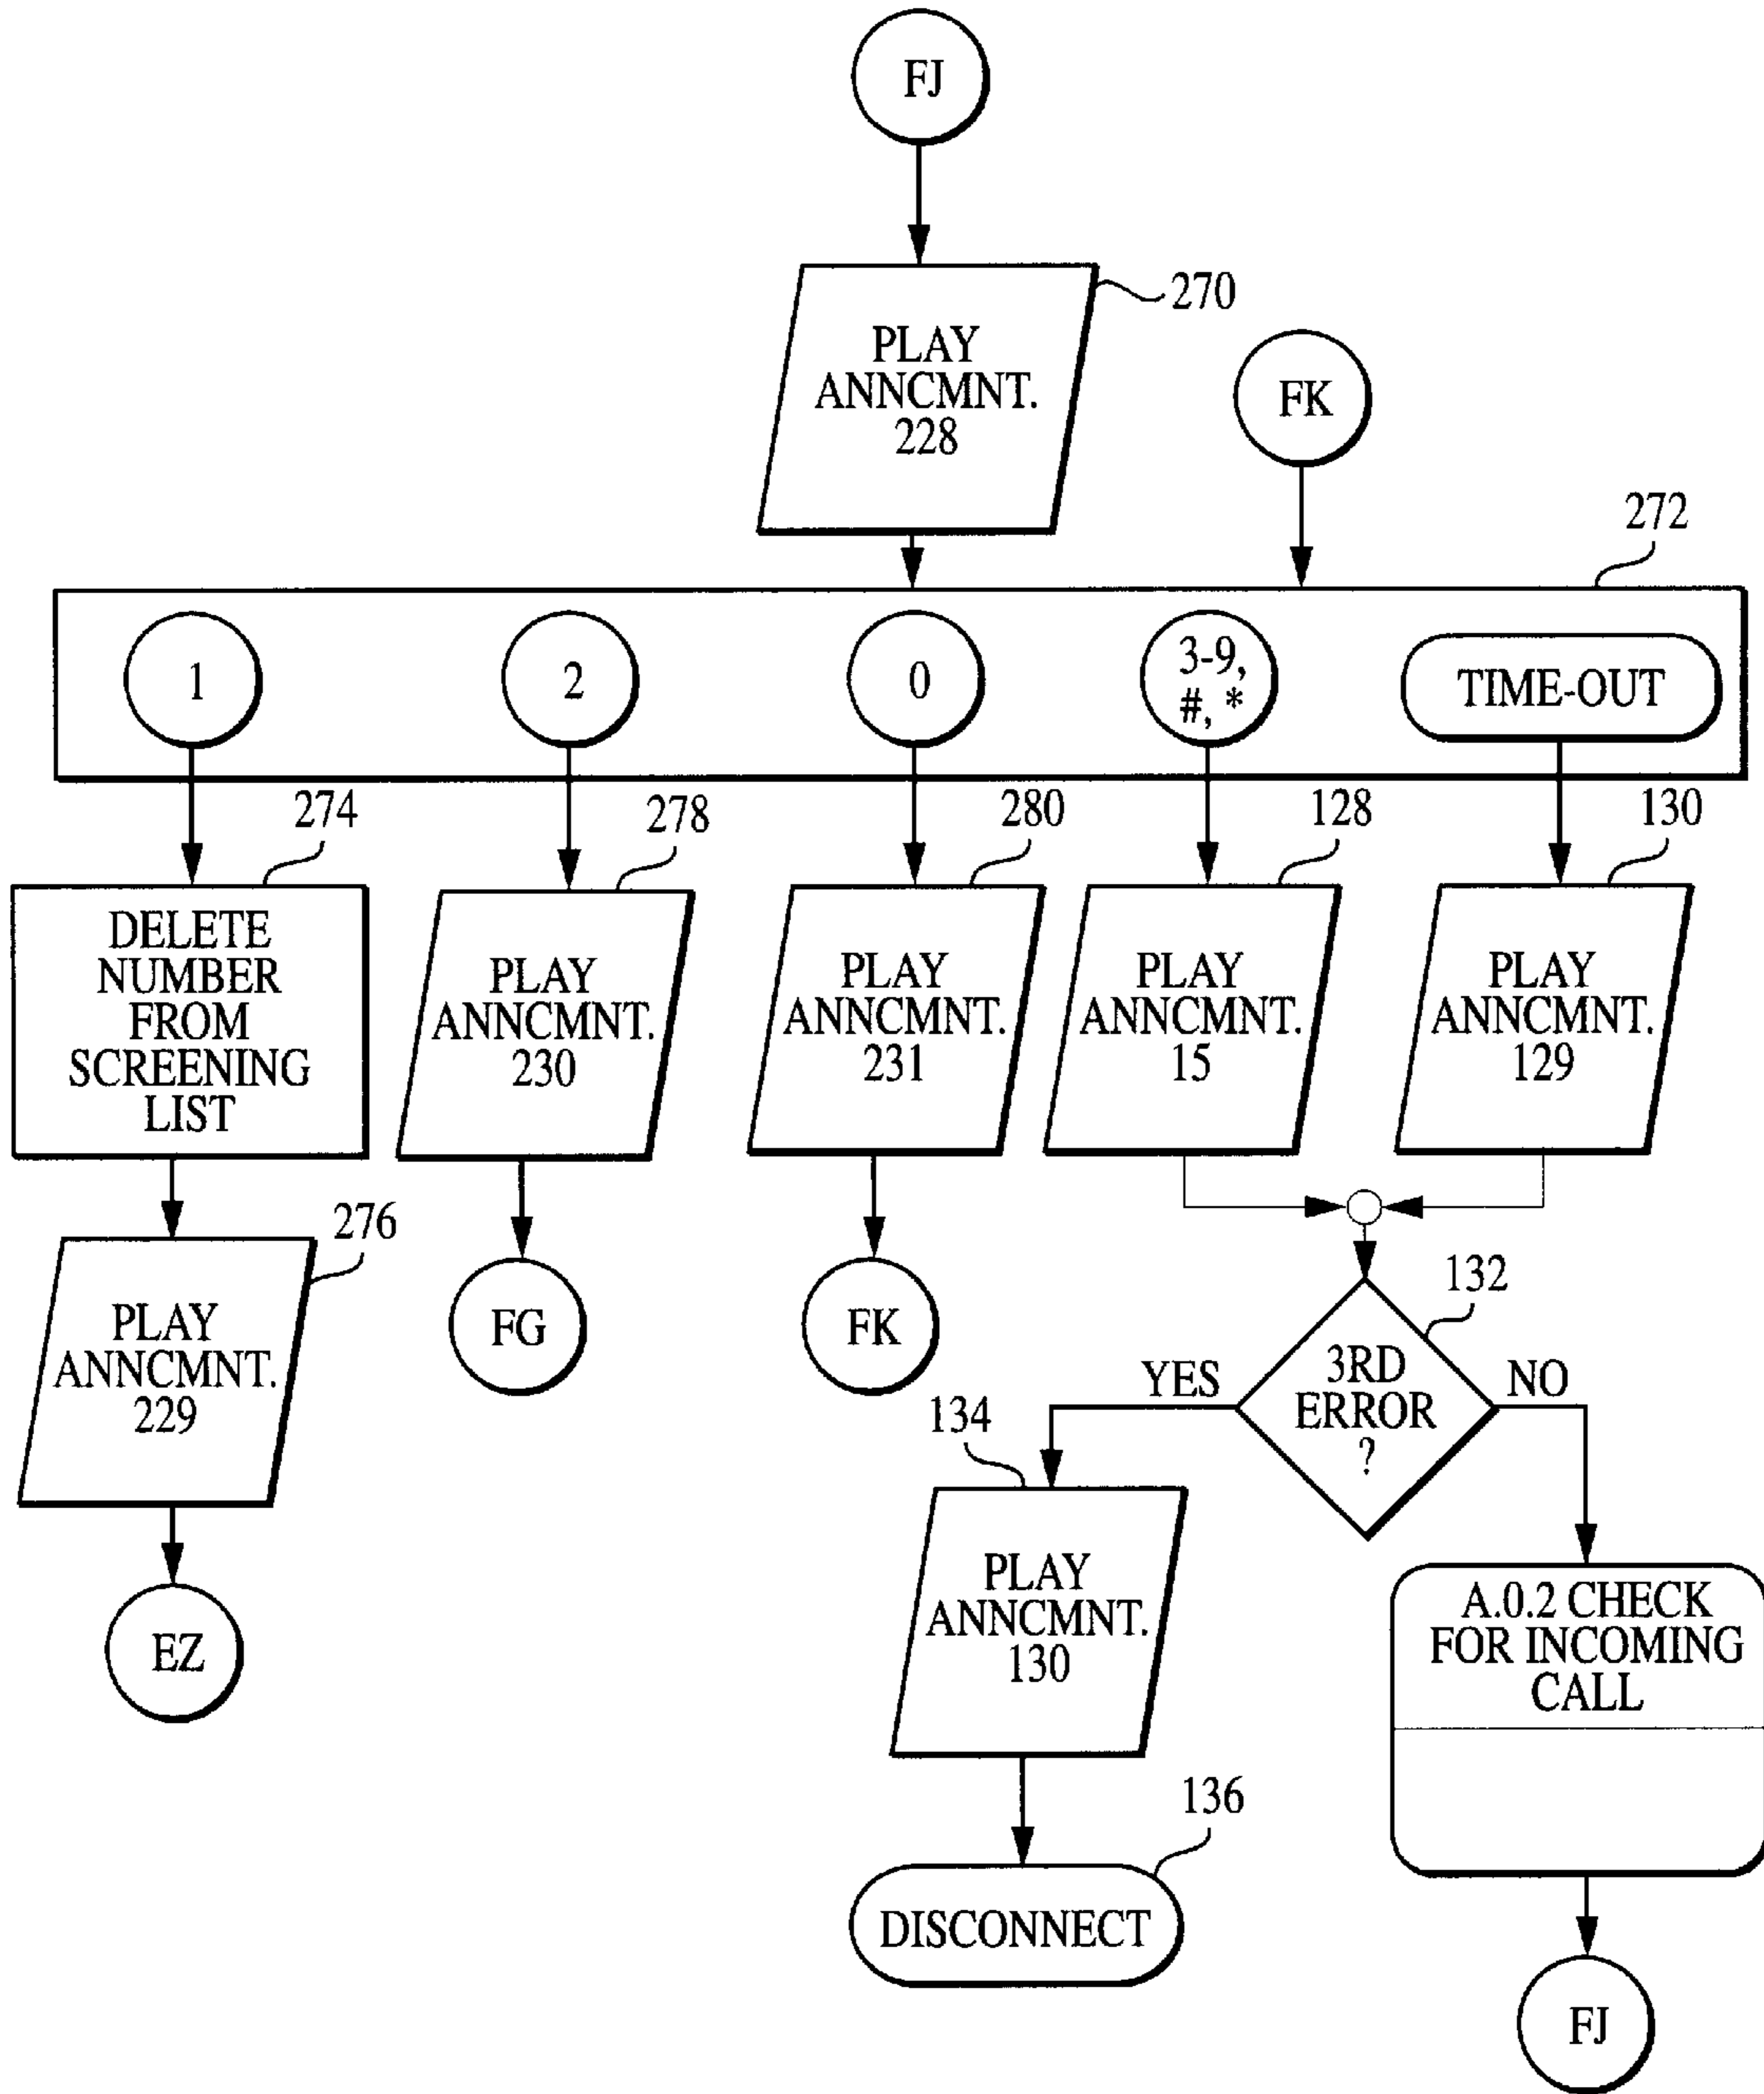 FJ
270
PLAY
ANNCMNT.
228
FK
272
1
2
0
3-9,
#, *
TIME-OUT
274
278
280
128
130
DELETE
NUMBER
FROM
SCREENING
LIST
PLAY
ANNCMNT.
230
PLAY
ANNCMNT.
231
PLAY
ANNCMNT.
15
PLAY
ANNCMNT.
129
276
PLAY
ANNCMNT.
229
FG
FK
132
3RD
ERROR
?
YES
NO
134
PLAY
ANNCMNT.
130
A.0.2 CHECK
FOR INCOMING
CALL
EZ
136
DISCONNECT
FJ